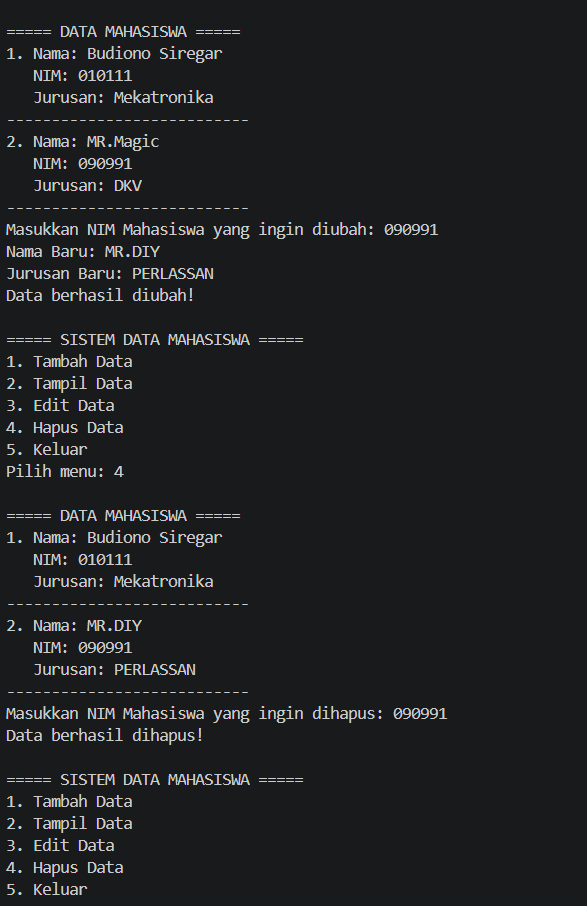 ===== DATA MAHASISWA =====
1. Nama: Budiono Siregar
   NIM: 010111
   Jurusan: Mekatronika
---------------------------
2. Nama: MR.Magic
   NIM: 090991
   Jurusan: DKV
---------------------------
Masukkan NIM Mahasiswa yang ingin diubah: 090991
Nama Baru: MR.DIY
Jurusan Baru: PERLASSAN
Data berhasil diubah!

===== SISTEM DATA MAHASISWA =====
1. Tambah Data
2. Tampil Data
3. Edit Data
4. Hapus Data
5. Keluar
Pilih menu: 4

===== DATA MAHASISWA =====
1. Nama: Budiono Siregar
   NIM: 010111
   Jurusan: Mekatronika
---------------------------
2. Nama: MR.DIY
   NIM: 090991
   Jurusan: PERLASSAN
---------------------------
Masukkan NIM Mahasiswa yang ingin dihapus: 090991
Data berhasil dihapus!

===== SISTEM DATA MAHASISWA =====
1. Tambah Data
2. Tampil Data
3. Edit Data
4. Hapus Data
5. Keluar